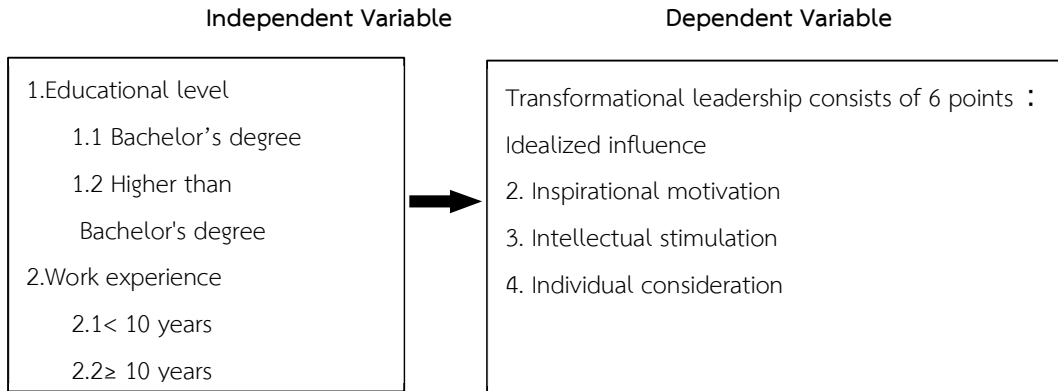 Independent Variable
Dependent Variable
1.Educational level
1.1 Bachelor’s degree
1.2 Higher than
Bachelor's degree
2.Work experience
2.1< 10 years
2.2≥ 10 years
Transformational leadership consists of 6 points :
Idealized influence
2. Inspirational motivation
3. Intellectual stimulation
4. Individual consideration